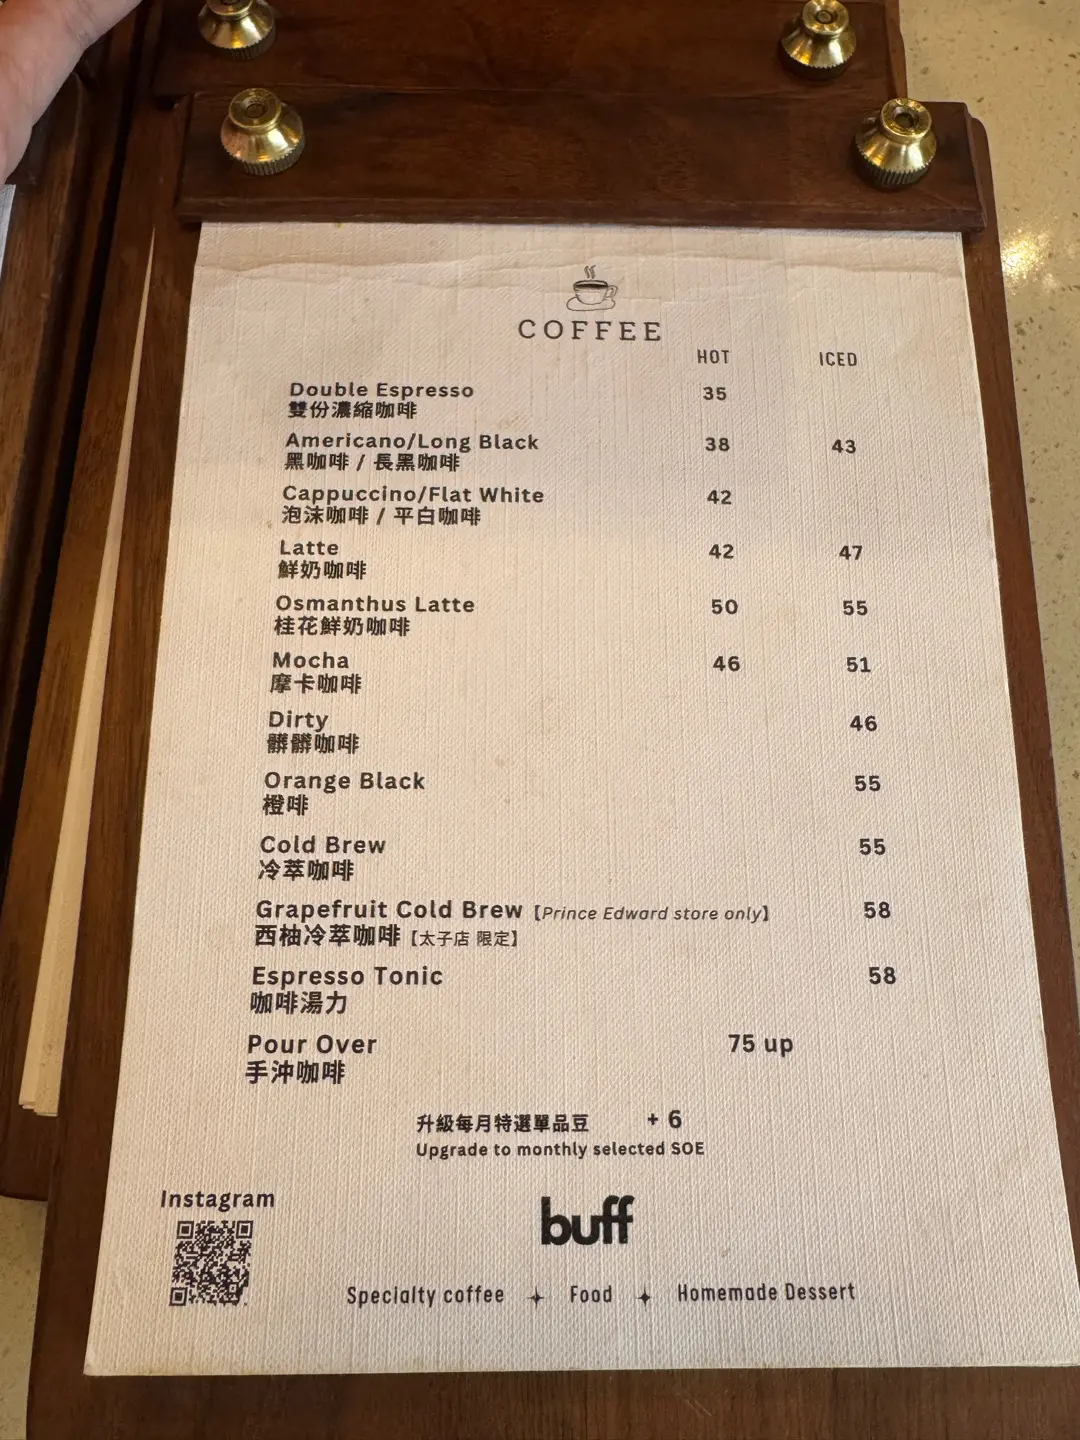 COFFEE
HOT ICED
Double Espresso 35
雙份濃縮咖啡
Americano/Long Black 38 43
黑咖啡 / 長黑咖啡
Cappuccino/Flat White 42
泡沫咖啡 / 平白咖啡
Latte 42 47
鮮奶咖啡
Osmanthus Latte 50 55
桂花鮮奶咖啡
Mocha 46 51
摩卡咖啡
Dirty 46
髒髒咖啡
Orange Black 55
橙啡
Cold Brew 55
冷萃咖啡
Grapefruit Cold Brew【Prince Edward store only】 58
西柚冷萃咖啡【太子店 限定】
Espresso Tonic 58
咖啡湯力
Pour Over 75 up
手沖咖啡
升級每月特選單品豆 + 6
Upgrade to monthly selected SOE
Instagram
buff
Specialty coffee Food Homemade Dessert